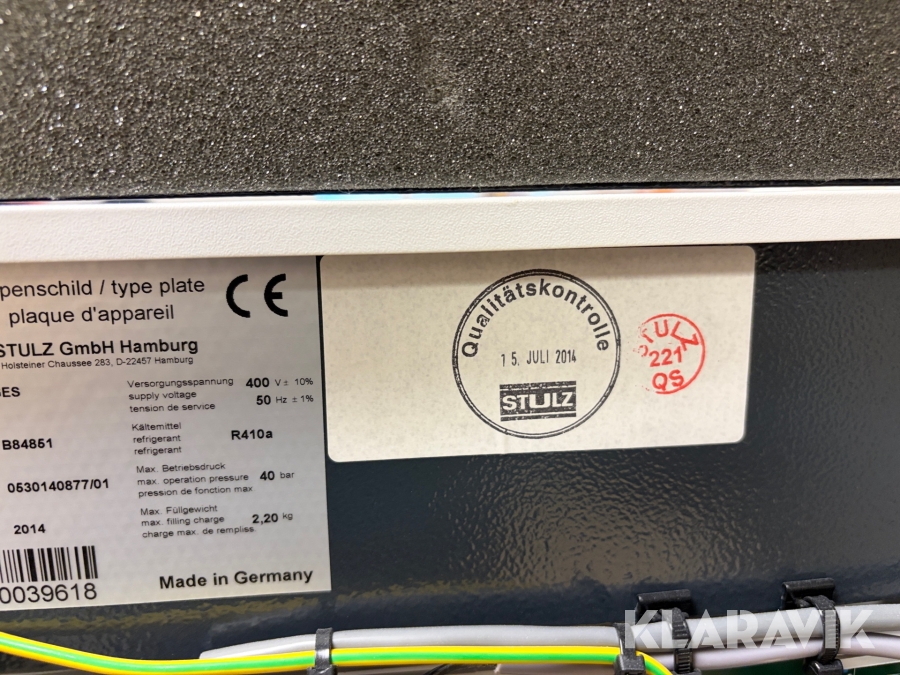 penschild / type plate
plaque d'appareil
CE
STULZ GmbH Hamburg
Holsteiner Chaussee 283, D-22457 Hamburg
GES
Versorgungsspannung
supply voltage
tension de service
400 V ± 10%
50 Hz ± 1%
B84851
Kältemittel
refrigerant
refrigerant
R410a
0530140877/01
Max. Betriebsdruck
max. operation pressure
pression de fonction max.
40 bar
2014
Max. Füllgewicht
max. filling charge
charge max. de rempliss.
2,20 kg
0039618
Made in Germany
Qualitätskontrolle
15. JULI 2014
STULZ
STULZ
221
QS
KLARAVIK